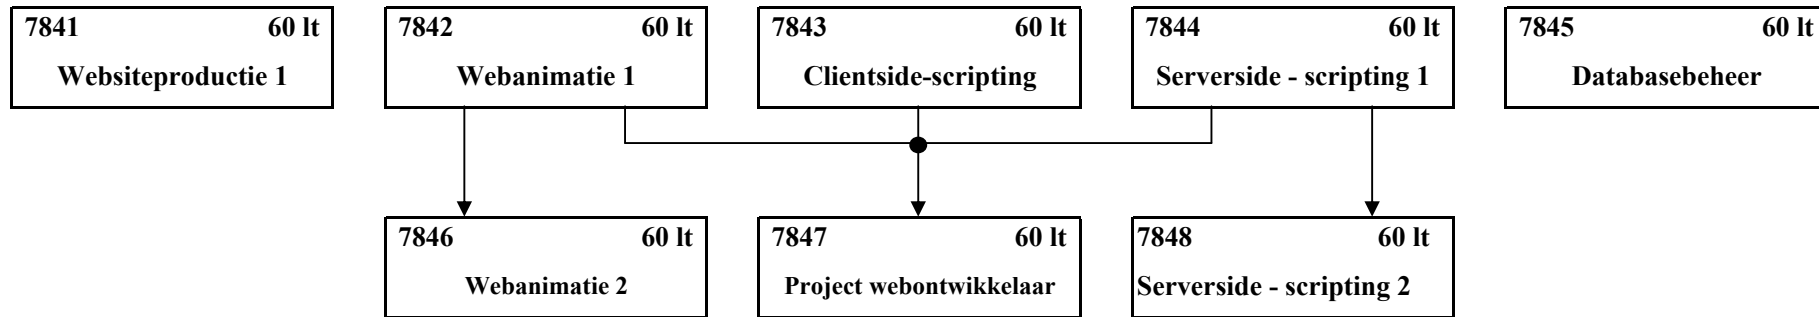 7841 60 lt
Websiteproductie 1
7842 60 lt
Webanimatie 1
7843 60 lt
Clientside-scripting
7844 60 lt
Serverside - scripting 1
7845 60 lt
Databasebeheer
7846 60 lt
Webanimatie 2
7847 60 lt
Project webontwikkelaar
7848 60 lt
Serverside - scripting 2